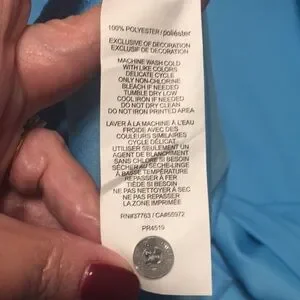 100% POLYESTER / poliéster
EXCLUSIVE OF DECORATION
EXCLUSIF DE DECORATION
MACHINE WASH COLD
WITH LIKE COLORS
DELICATE CYCLE
ONLY NON-CHLORINE
BLEACH IF NEEDED
TUMBLE DRY LOW
COOL IRON IF NEEDED
DO NOT DRY CLEAN
DO NOT IRON PRINTED AREA
LAVER À LA MACHINE À L'EAU
FROIDE AVEC DES
COULEURS SIMILAIRES
CYCLE DÉLICAT
UTILISER SEULEMENT UN
AGENT DE BLANCHIMENT
SANS CHLORE SI BESOIN
SÉCHER AU SÈCHE-LINGE
À BASSE TEMPÉRATURE
REPASSER À FER
TIÈDE SI BESOIN
NE PAS NETTOYER À SEC
NE PAS REPASSER
LA ZONE IMPRIMÉE
RN#37763 / CA#55972
PR4519